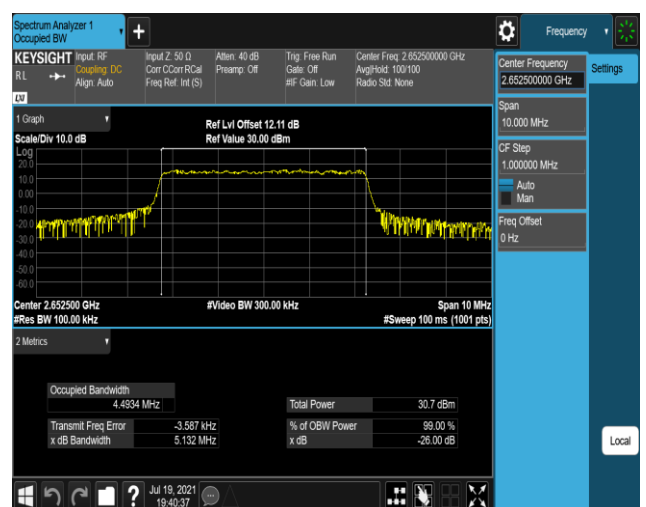 Spectrum Analyzer 1
Occupied BW
Frequency
KEYSIGHT
RL
LXI
Input: RF
Coupling: DC
Align: Auto
Input Z: 50 Ω
Corr CCorr RCal
Freq Ref: Int (S)
Atten: 40 dB
Preamp: Off
Trig: Free Run
Gate: Off
#IF Gain: Low
Center Freq: 2.652500000 GHz
Avg|Hold: 100/100
Radio Std: None
Center Frequency
2.652500000 GHz
Settings
Span
10.000 MHz
CF Step
1.000000 MHz
Auto
Man
Freq Offset
0 Hz
1 Graph
Scale/Div 10.0 dB
Ref Lvl Offset 12.11 dB
Ref Value 30.00 dBm
Log
20.0
10.0
0.00
-10.0
-20.0
-30.0
-40.0
-50.0
-60.0
Center 2.652500 GHz
#Res BW 100.00 kHz
#Video BW 300.00 kHz
Span 10 MHz
#Sweep 100 ms (1001 pts)
2 Metrics
Occupied Bandwidth
4.4934 MHz
Total Power 30.7 dBm
Transmit Freq Error -3.587 kHz
% of OBW Power 99.00 %
x dB Bandwidth 5.132 MHz
x dB -26.00 dB
Local
?
Jul 19, 2021
19:40:37